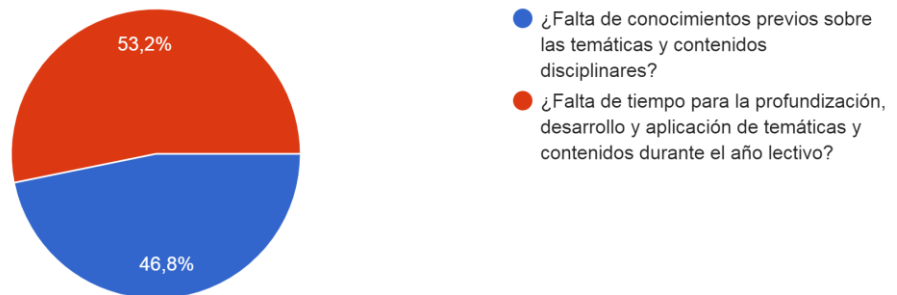 53,2%
46,8%
¿Falta de conocimientos previos sobre
las temáticas y contenidos
disciplinares?
¿Falta de tiempo para la profundización,
desarrollo y aplicación de temáticas y
contenidos durante el año lectivo?